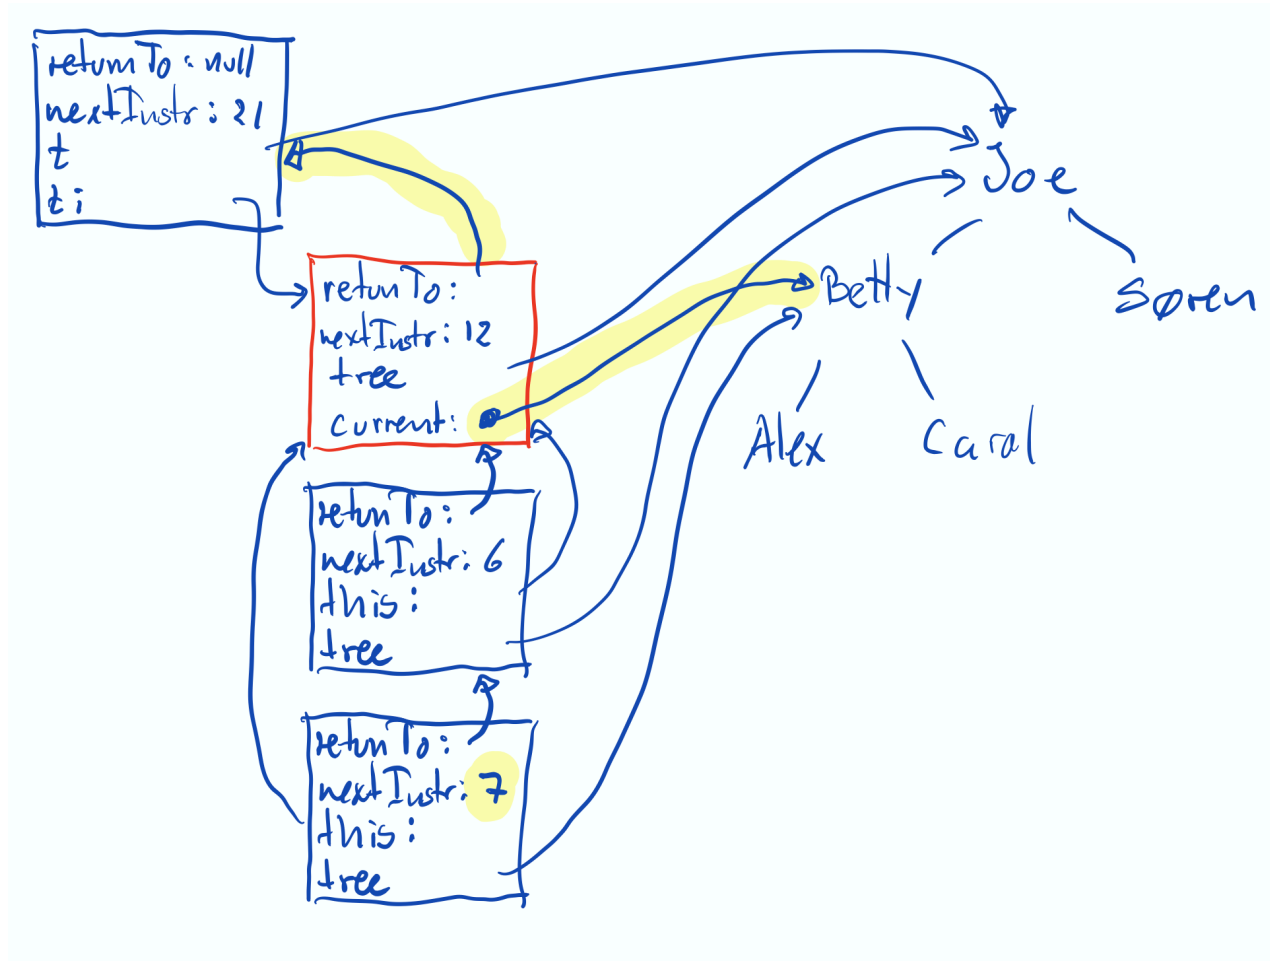 returnTo: null
nextInstr: 21
t
ti
Joe
Betty
Søren
Alex
Carol
returnTo:
nextInstr: 12
tree
current:
returnTo:
nextInstr: 6
this:
tree
returnTo:
nextInstr: 7
this:
tree